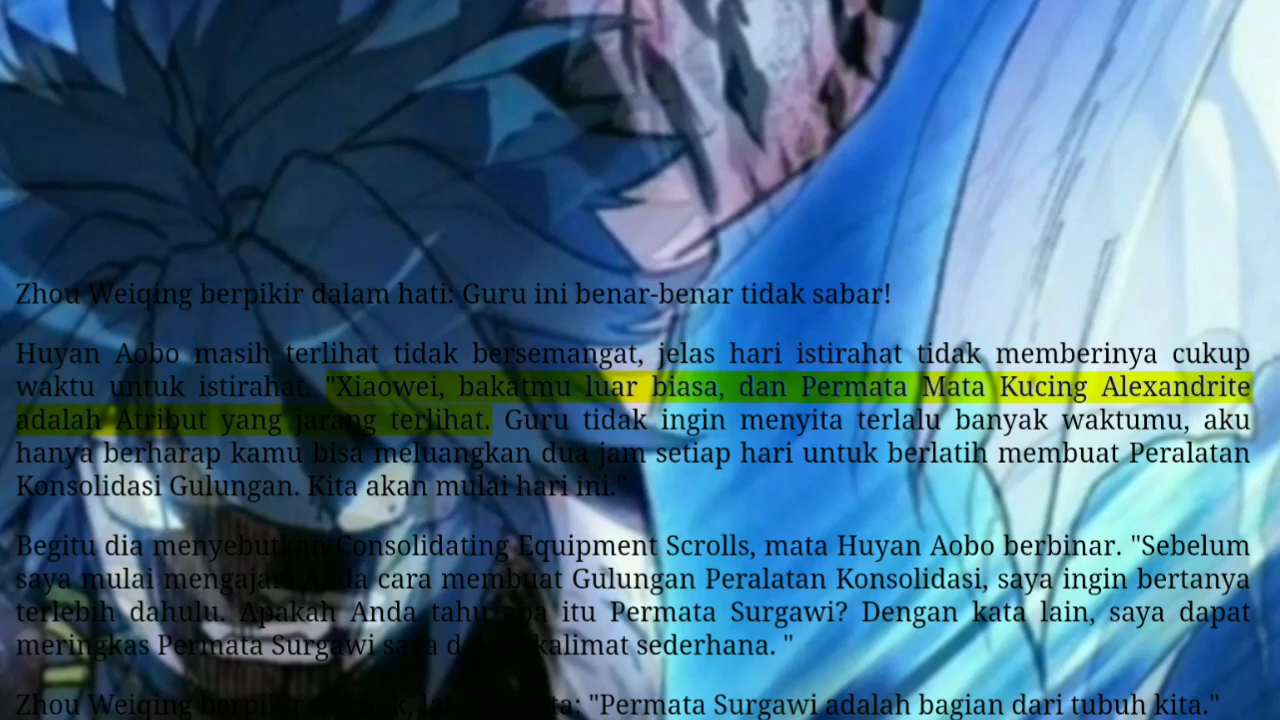 Zhou Weiqing berpikir dalam hati: Guru ini benar-benar tidak sabar!
Huyan Aobo masih terlihat tidak bersemangat, jelas hari istirahat tidak memberinya cukup
waktu untuk istirahat. "Xiaowei, bakatmu luar biasa, dan Permata Mata Kucing Alexandrite
adalah Atribut yang jarang terlihat. Guru tidak ingin menyita terlalu banyak waktumu, aku
hanya berharap kamu bisa meluangkan dua jam setiap hari untuk berlatih membuat Peralatan
Konsolidasi Gulungan. Kita akan mulai hari ini."
Begitu dia menyebutkan Consolidating Equipment Scrolls, mata Huyan Aobo berbinar. "Sebelum
saya mulai mengajari Anda cara membuat Gulungan Peralatan Konsolidasi, saya ingin bertanya
terlebih dahulu. Apakah Anda tahu apa itu Permata Surgawi? Dengan kata lain, saya dapat
meringkas Permata Surgawi saya kalimat sederhana. "
Zhou Weiqing berpikir "Permata Surgawi adalah bagian dari tubuh kita."